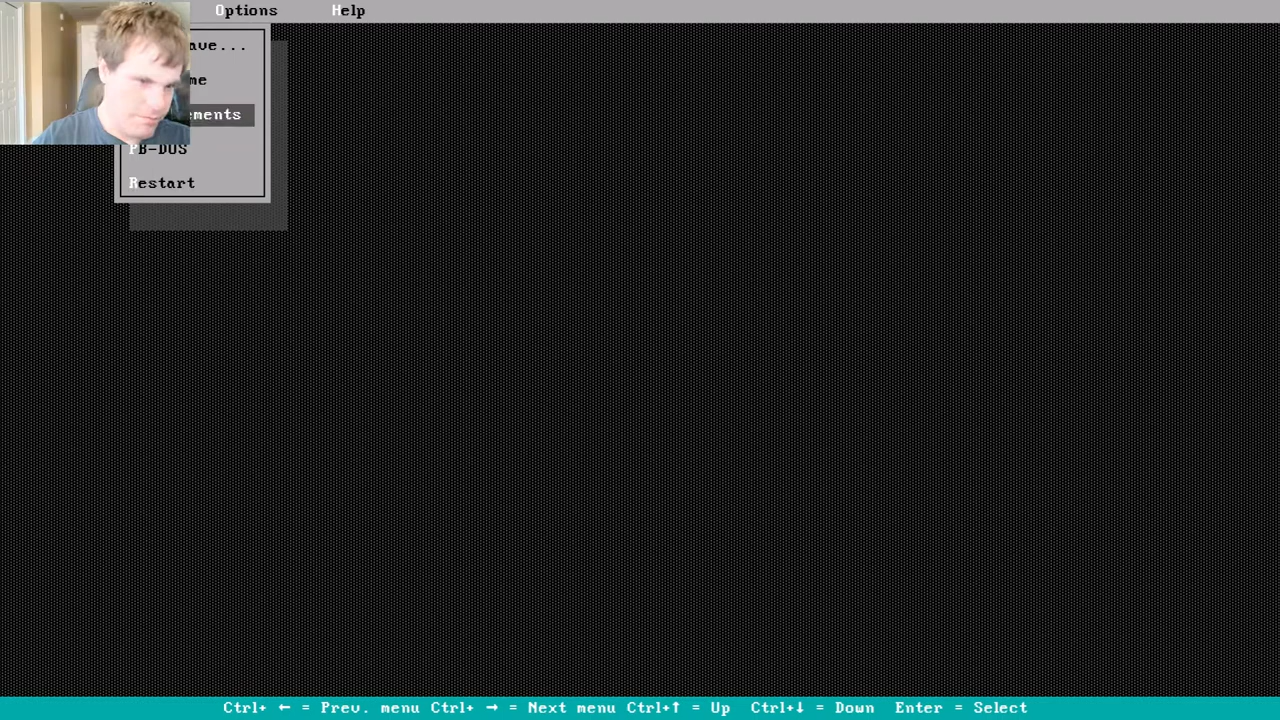 Options Help
ave...
me
ements
PB-DOS
Restart
Ctrl+ ← = Prev. menu Ctrl+ → = Next menu Ctrl+↑ = Up Ctrl+↓ = Down Enter = Select